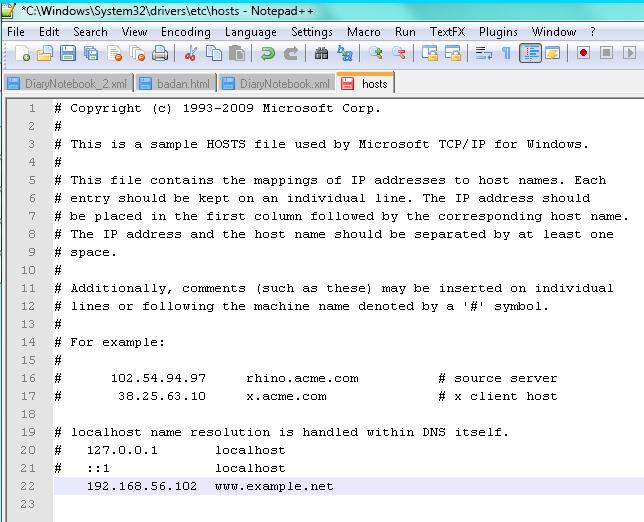 *C:\Windows\System32\drivers\etc\hosts - Notepad++
File Edit Search View Encoding Language Settings Macro Run TextFX Plugins Window ?
DiaryNotebook_2.xml badan.html DiaryNotebook.xml hosts
1 # Copyright (c) 1993-2009 Microsoft Corp.
2 #
3 # This is a sample HOSTS file used by Microsoft TCP/IP for Windows.
4 #
5 # This file contains the mappings of IP addresses to host names. Each
6 # entry should be kept on an individual line. The IP address should
7 # be placed in the first column followed by the corresponding host name.
8 # The IP address and the host name should be separated by at least one
9 # space.
10 #
11 # Additionally, comments (such as these) may be inserted on individual
12 # lines or following the machine name denoted by a '#' symbol.
13 #
14 # For example:
15 #
16 # 102.54.94.97 rhino.acme.com # source server
17 # 38.25.63.10 x.acme.com # x client host
18
19 # localhost name resolution is handled within DNS itself.
20 # 127.0.0.1 localhost
21 # ::1 localhost
22 192.168.56.102 www.example.net
23